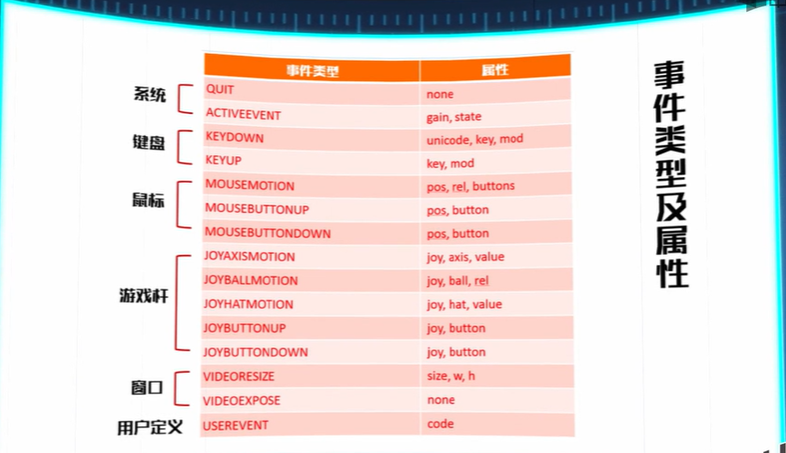 事件类型及属性
事件类型 属性
系统
QUIT none
ACTIVEEVENT gain, state
键盘
KEYDOWN unicode, key, mod
KEYUP key, mod
鼠标
MOUSEMOTION pos, rel, buttons
MOUSEBUTTONUP pos, button
MOUSEBUTTONDOWN pos, button
游戏杆
JOYAXISMOTION joy, axis, value
JOYBALLMOTION joy, ball, rel
JOYHATMOTION joy, hat, value
JOYBUTTONUP joy, button
JOYBUTTONDOWN joy, button
窗口
VIDEORESIZE size, w, h
VIDEOEXPOSE none
用户定义
USEREVENT code